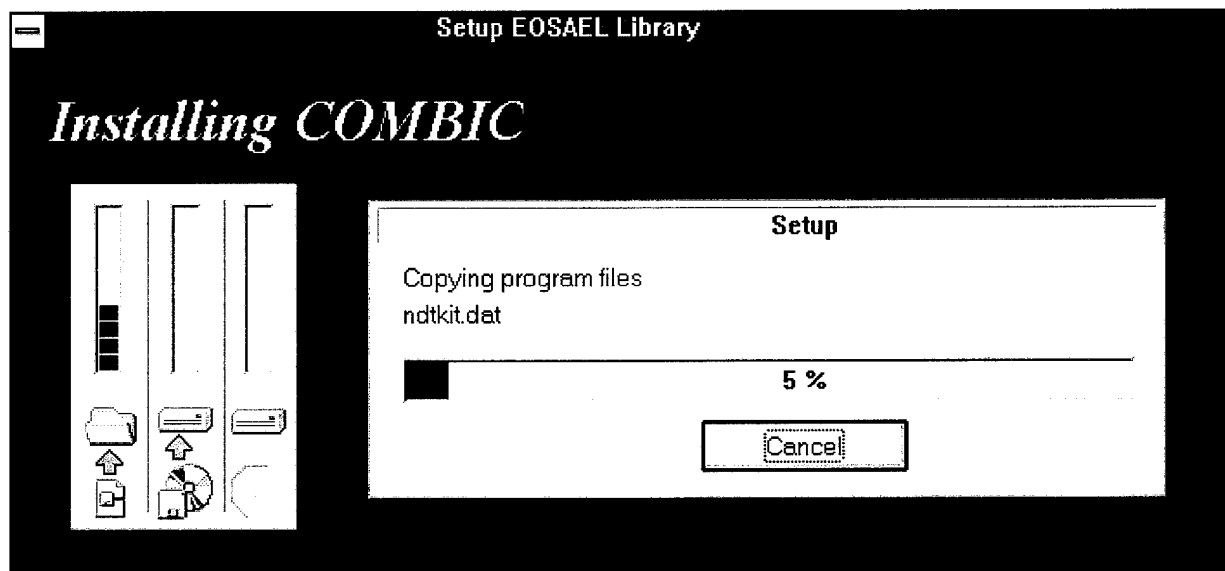 Setup EOSAEL Library
Installing COMBIC
Setup
Copying program files
ndtkit.dat
5 %
Cancel